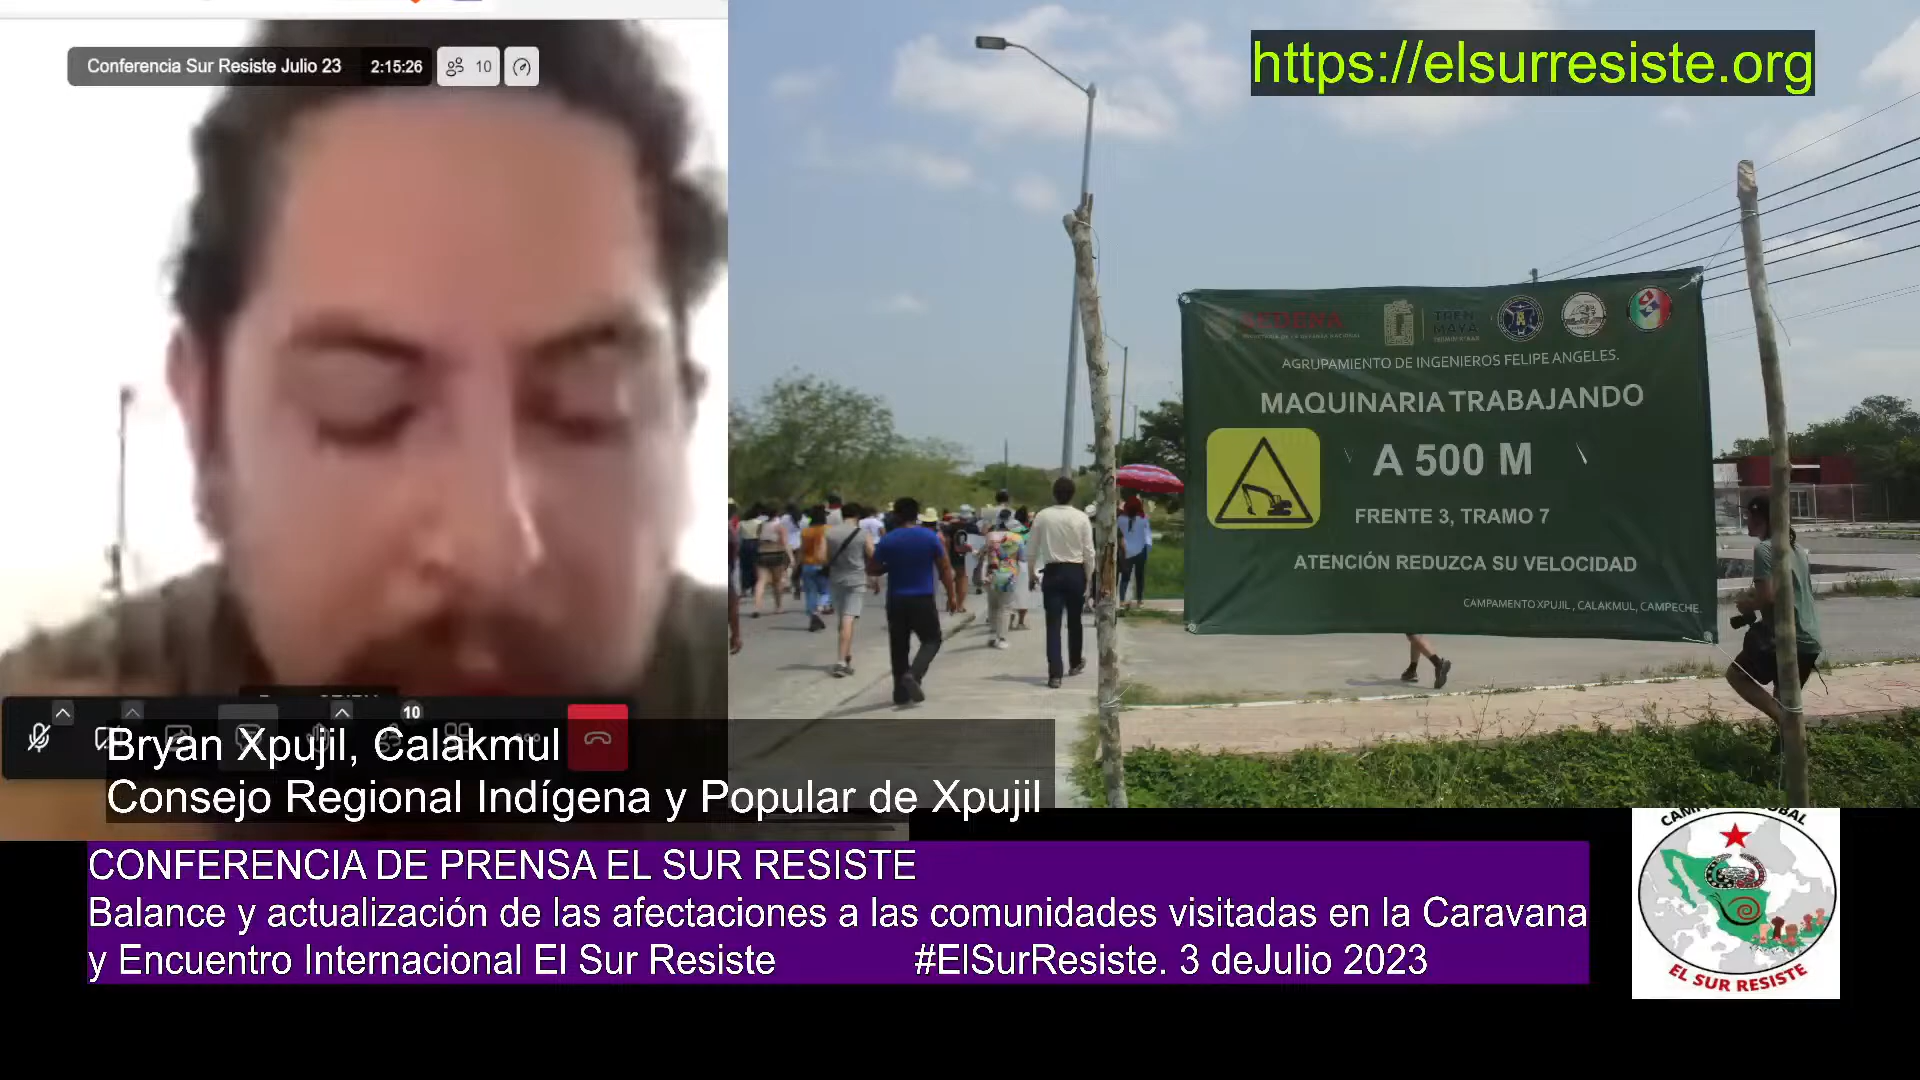 Conferencia Sur Resiste Julio 23 2:15:26 10
https://elsurresiste.org
SEDENA
TREN
MAYA
AGRUPAMIENTO DE INGENIEROS FELIPE ANGELES.
MAQUINARIA TRABAJANDO
A 500 M
FRENTE 3, TRAMO 7
ATENCIÓN REDUZCA SU VELOCIDAD
CAMPAMENTO XPUJIL , CALAKMUL, CAMPECHE.
10
Bryan Xpujil, Calakmul
Consejo Regional Indígena y Popular de Xpujil
CONFERENCIA DE PRENSA EL SUR RESISTE
Balance y actualización de las afectaciones a las comunidades visitadas en la Caravana
y Encuentro Internacional El Sur Resiste #ElSurResiste. 3 deJulio 2023
EL SUR RESISTE